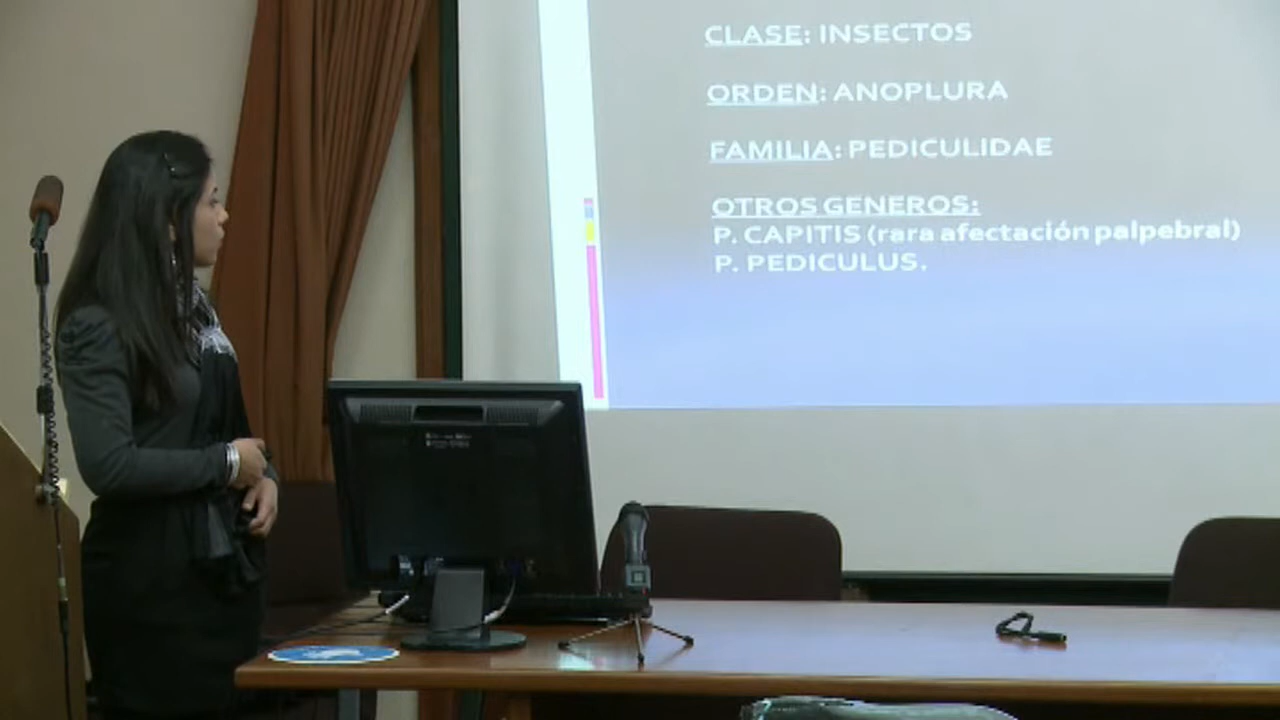 CLASE: INSECTOS
ORDEN: ANOPLURA
FAMILIA: PEDICULIDAE
OTROS GENEROS:
P. CAPITIS (rara afectación palpebral)
P. PEDICULUS.